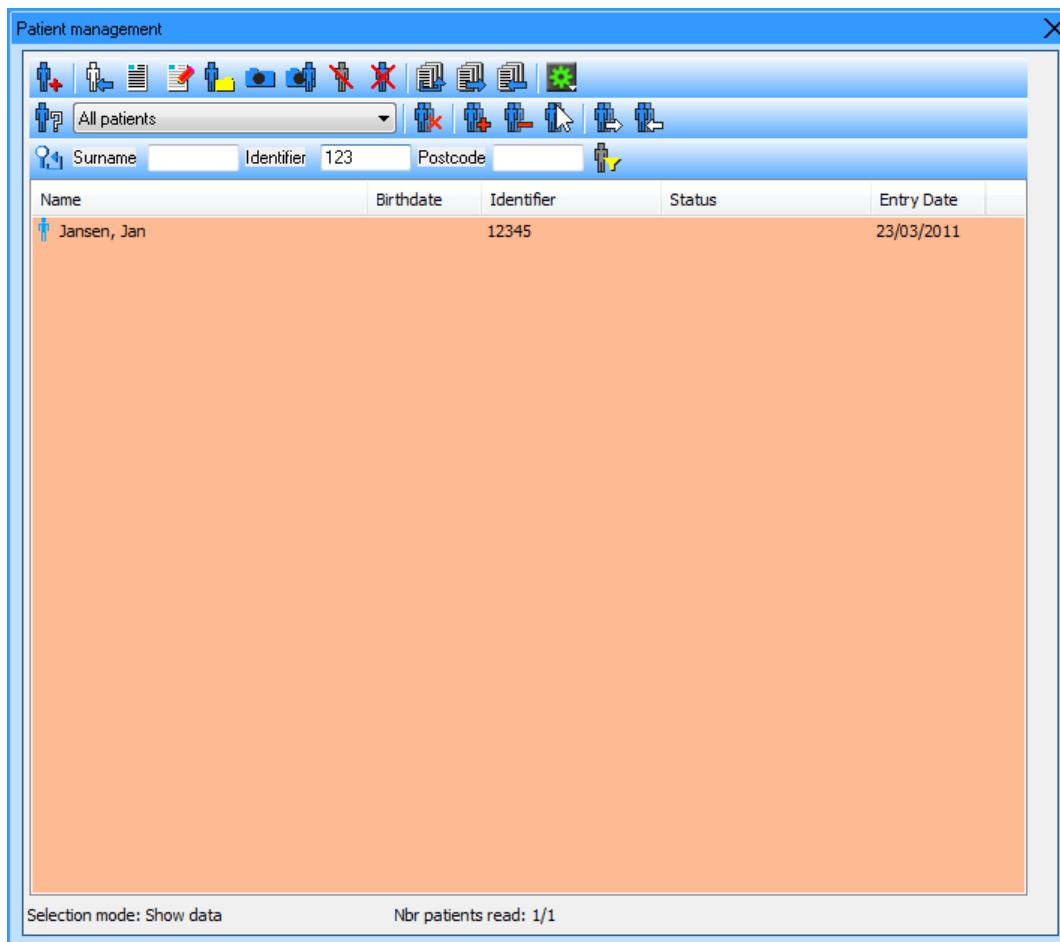 Patient management
All patients
Surname Identifier 123 Postcode
Name Birthdate Identifier Status Entry Date
Jansen, Jan 12345 23/03/2011
Selection mode: Show data Nbr patients read: 1/1